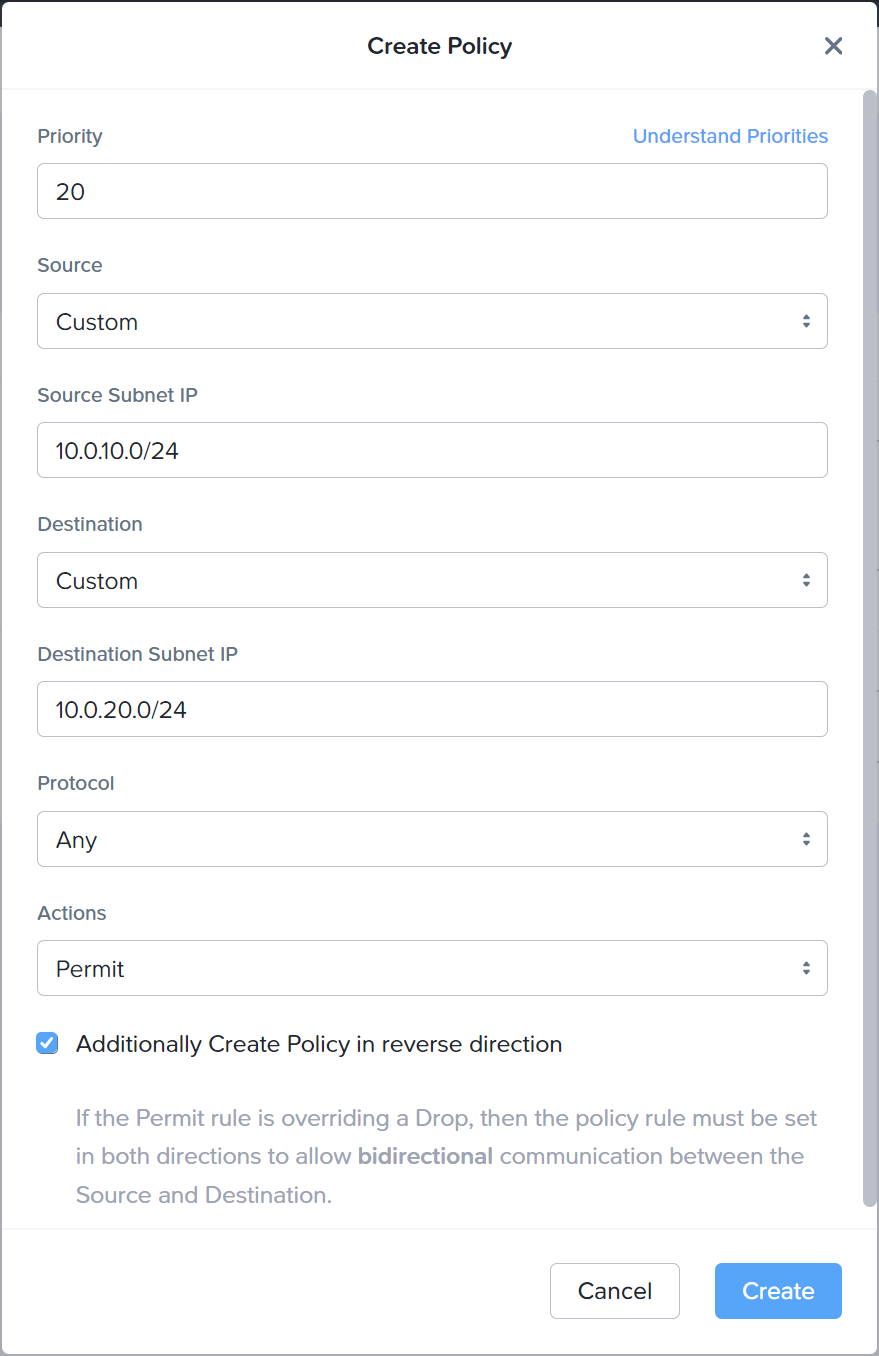 Create Policy
Priority
Understand Priorities
20
Source
Custom
Source Subnet IP
10.0.10.0/24
Destination
Custom
Destination Subnet IP
10.0.20.0/24
Protocol
Any
Actions
Permit
Additionally Create Policy in reverse direction
If the Permit rule is overriding a Drop, then the policy rule must be set
in both directions to allow bidirectional communication between the
Source and Destination.
Cancel
Create